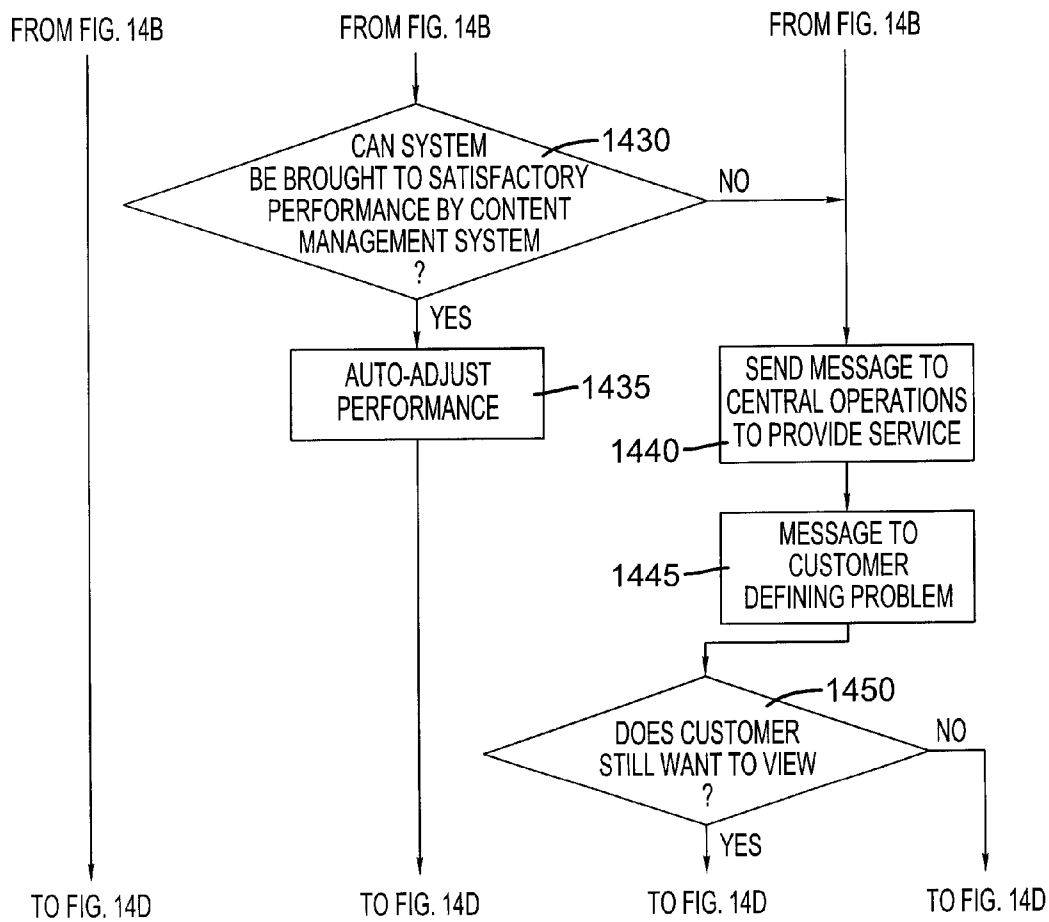 FROM FIG. 14B
FROM FIG. 14B
FROM FIG. 14B
CAN SYSTEM
BE BROUGHT TO SATISFACTORY
PERFORMANCE BY CONTENT
MANAGEMENT SYSTEM
?
1430
NO
YES
AUTO-ADJUST
PERFORMANCE
1435
SEND MESSAGE TO
CENTRAL OPERATIONS
TO PROVIDE SERVICE
1440
MESSAGE TO
CUSTOMER
DEFINING PROBLEM
1445
1450
DOES CUSTOMER
STILL WANT TO VIEW
?
NO
YES
TO FIG. 14D
TO FIG. 14D
TO FIG. 14D
TO FIG. 14D